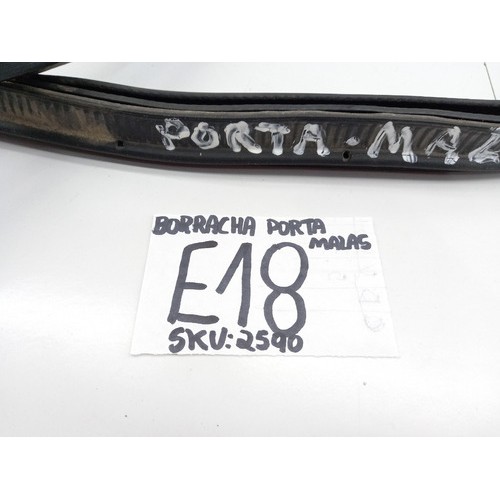 PORTA-MA
BORRACHA PORTA
MALAS
E18
SKU:2590